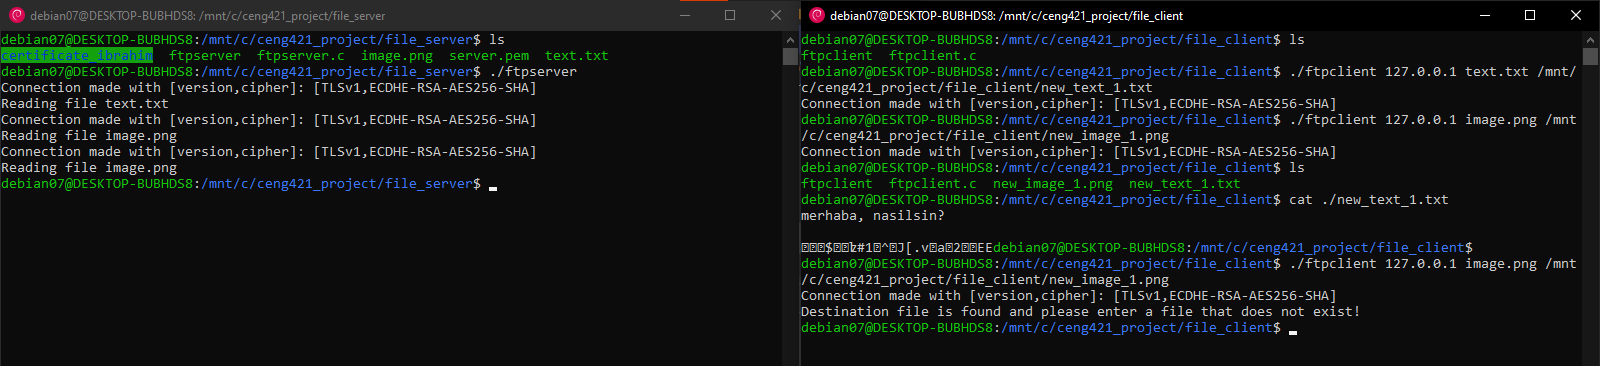 debian07@DESKTOP-BUBHDS8: /mnt/c/ceng421_project/file_server
debian07@DESKTOP-BUBHDS8:/mnt/c/ceng421_project/file_server$ ls
certificate_ibrahim  ftpserver  ftpserver.c  image.png  server.pem  text.txt
debian07@DESKTOP-BUBHDS8:/mnt/c/ceng421_project/file_server$ ./ftpserver
Connection made with [version,cipher]: [TLSv1,ECDHE-RSA-AES256-SHA]
Reading file text.txt
Connection made with [version,cipher]: [TLSv1,ECDHE-RSA-AES256-SHA]
Reading file image.png
Connection made with [version,cipher]: [TLSv1,ECDHE-RSA-AES256-SHA]
Reading file image.png
debian07@DESKTOP-BUBHDS8:/mnt/c/ceng421_project/file_server$
debian07@DESKTOP-BUBHDS8: /mnt/c/ceng421_project/file_client
debian07@DESKTOP-BUBHDS8:/mnt/c/ceng421_project/file_client$ ls
ftpclient  ftpclient.c
debian07@DESKTOP-BUBHDS8:/mnt/c/ceng421_project/file_client$ ./ftpclient 127.0.0.1 text.txt /mnt/
c/ceng421_project/file_client/new_text_1.txt
Connection made with [version,cipher]: [TLSv1,ECDHE-RSA-AES256-SHA]
debian07@DESKTOP-BUBHDS8:/mnt/c/ceng421_project/file_client$ ./ftpclient 127.0.0.1 image.png /mnt
/c/ceng421_project/file_client/new_image_1.png
Connection made with [version,cipher]: [TLSv1,ECDHE-RSA-AES256-SHA]
debian07@DESKTOP-BUBHDS8:/mnt/c/ceng421_project/file_client$ ls
ftpclient  ftpclient.c  new_image_1.png  new_text_1.txt
debian07@DESKTOP-BUBHDS8:/mnt/c/ceng421_project/file_client$ cat ./new_text_1.txt
merhaba, nasilsin?
debian07@DESKTOP-BUBHDS8:/mnt/c/ceng421_project/file_client$
debian07@DESKTOP-BUBHDS8:/mnt/c/ceng421_project/file_client$ ./ftpclient 127.0.0.1 image.png /mnt
/c/ceng421_project/file_client/new_image_1.png
Connection made with [version,cipher]: [TLSv1,ECDHE-RSA-AES256-SHA]
Destination file is found and please enter a file that does not exist!
debian07@DESKTOP-BUBHDS8:/mnt/c/ceng421_project/file_client$